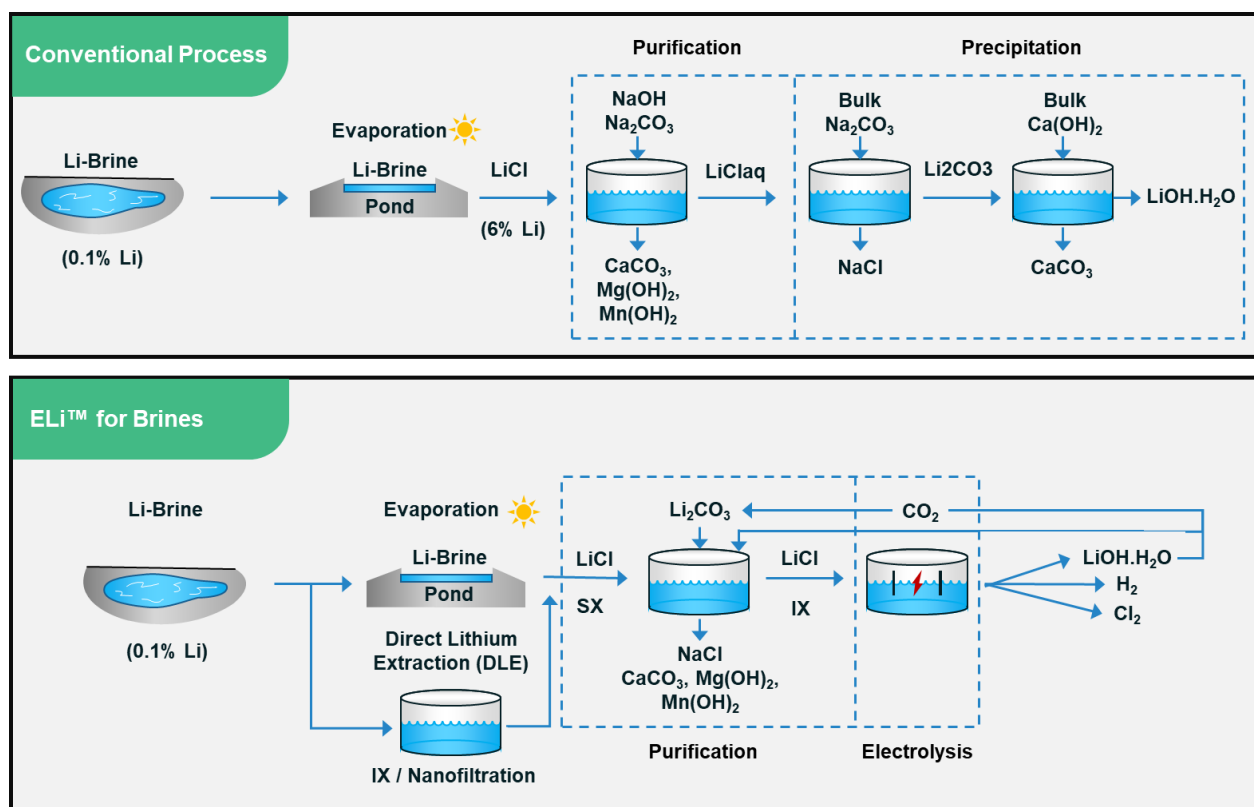 Conventional Process
Purification
Precipitation
Evaporation
Li-Brine
(0.1% Li)
Li-Brine
Pond
LiCl
(6% Li)
NaOH
Na₂CO₃
CaCO₃,
Mg(OH)₂,
Mn(OH)₂
LiClaq
Bulk
Na₂CO₃
NaCl
Li2CO3
Bulk
Ca(OH)₂
CaCO₃
LiOH.H₂O
ELi™ for Brines
Li-Brine
(0.1% Li)
Evaporation
Li-Brine
Pond
Direct Lithium
Extraction (DLE)
IX / Nanofiltration
LiCl
SX
Li₂CO₃
NaCl
CaCO₃, Mg(OH)₂,
Mn(OH)₂
Purification
LiCl
IX
CO₂
Electrolysis
LiOH.H₂O
H₂
Cl₂